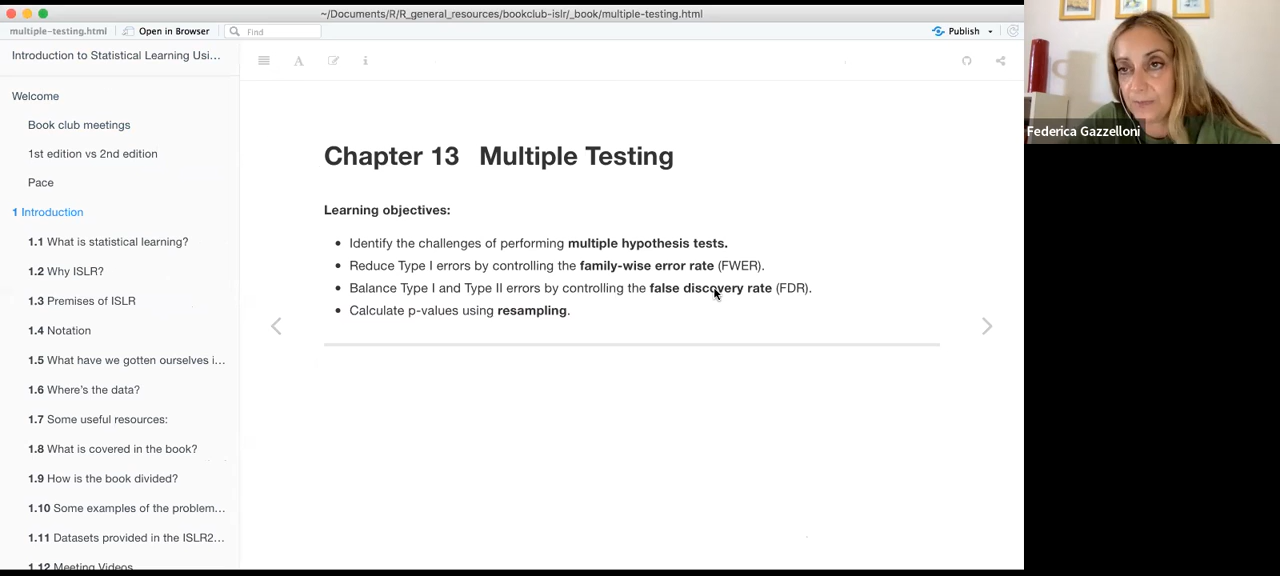 ~/Documents/R/R_general_resources/bookclub-islr/_book/multiple-testing.html
multiple-testing.html Open in Browser Find Publish
Introduction to Statistical Learning Usi...
Welcome
Book club meetings
1st edition vs 2nd edition
Pace
1 Introduction
1.1 What is statistical learning?
1.2 Why ISLR?
1.3 Premises of ISLR
1.4 Notation
1.5 What have we gotten ourselves i...
1.6 Where's the data?
1.7 Some useful resources:
1.8 What is covered in the book?
1.9 How is the book divided?
1.10 Some examples of the problem...
1.11 Datasets provided in the ISLR2...
1.12 Meeting Videos
Chapter 13 Multiple Testing
Learning objectives:
• Identify the challenges of performing multiple hypothesis tests.
• Reduce Type I errors by controlling the family-wise error rate (FWER).
• Balance Type I and Type II errors by controlling the false discovery rate (FDR).
• Calculate p-values using resampling.
Federica Gazzelloni